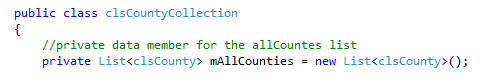 public class clsCountyCollection
{
//private data member for the allCountes list
private List<clsCounty> mAllCounties = new List<clsCounty>();